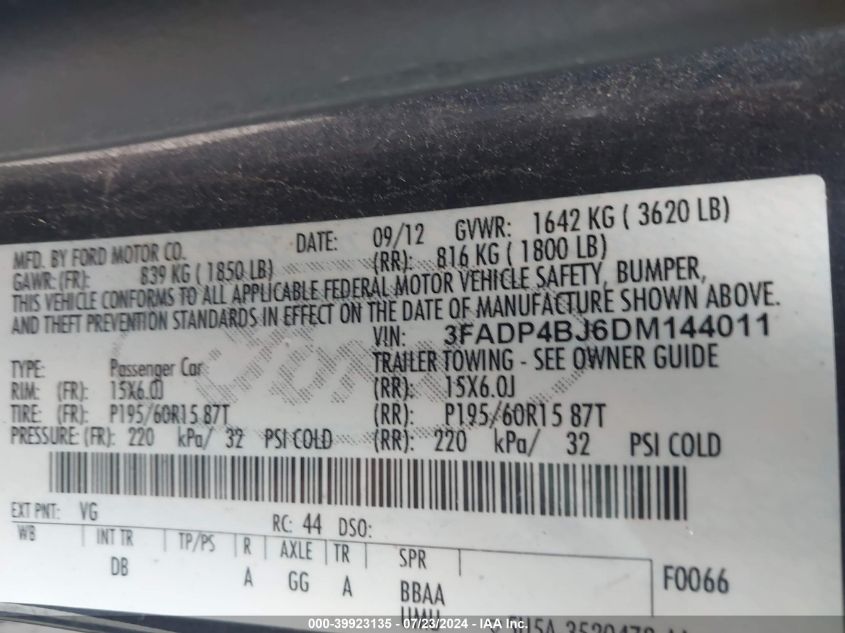 MFD. BY FORD MOTOR CO. DATE: 09/12 GVWR: 1642 KG ( 3620 LB)
GAWR: (FR): 839 KG ( 1850 LB) (RR): 816 KG ( 1800 LB)
THIS VEHICLE CONFORMS TO ALL APPLICABLE FEDERAL MOTOR VEHICLE SAFETY, BUMPER,
AND THEFT PREVENTION STANDARDS IN EFFECT ON THE DATE OF MANUFACTURE SHOWN ABOVE.
VIN: 3FADP4BJ6DM144011
TYPE: Passenger Car TRAILER TOWING - SEE OWNER GUIDE
RIM: (FR): 15X6.0J (RR): 15X6.0J
TIRE: (FR): P195/60R15 87T (RR): P195/60R15 87T
PRESSURE: (FR): 220 kPa/ 32 PSI COLD (RR): 220 kPa/ 32 PSI COLD
EXT PNT: VG RC: 44 DSO:
WB INT TR TP/PS R AXLE TR SPR
DB A GG A BBAA F0066
000-39923135 - 07/23/2024 - IAA Inc.